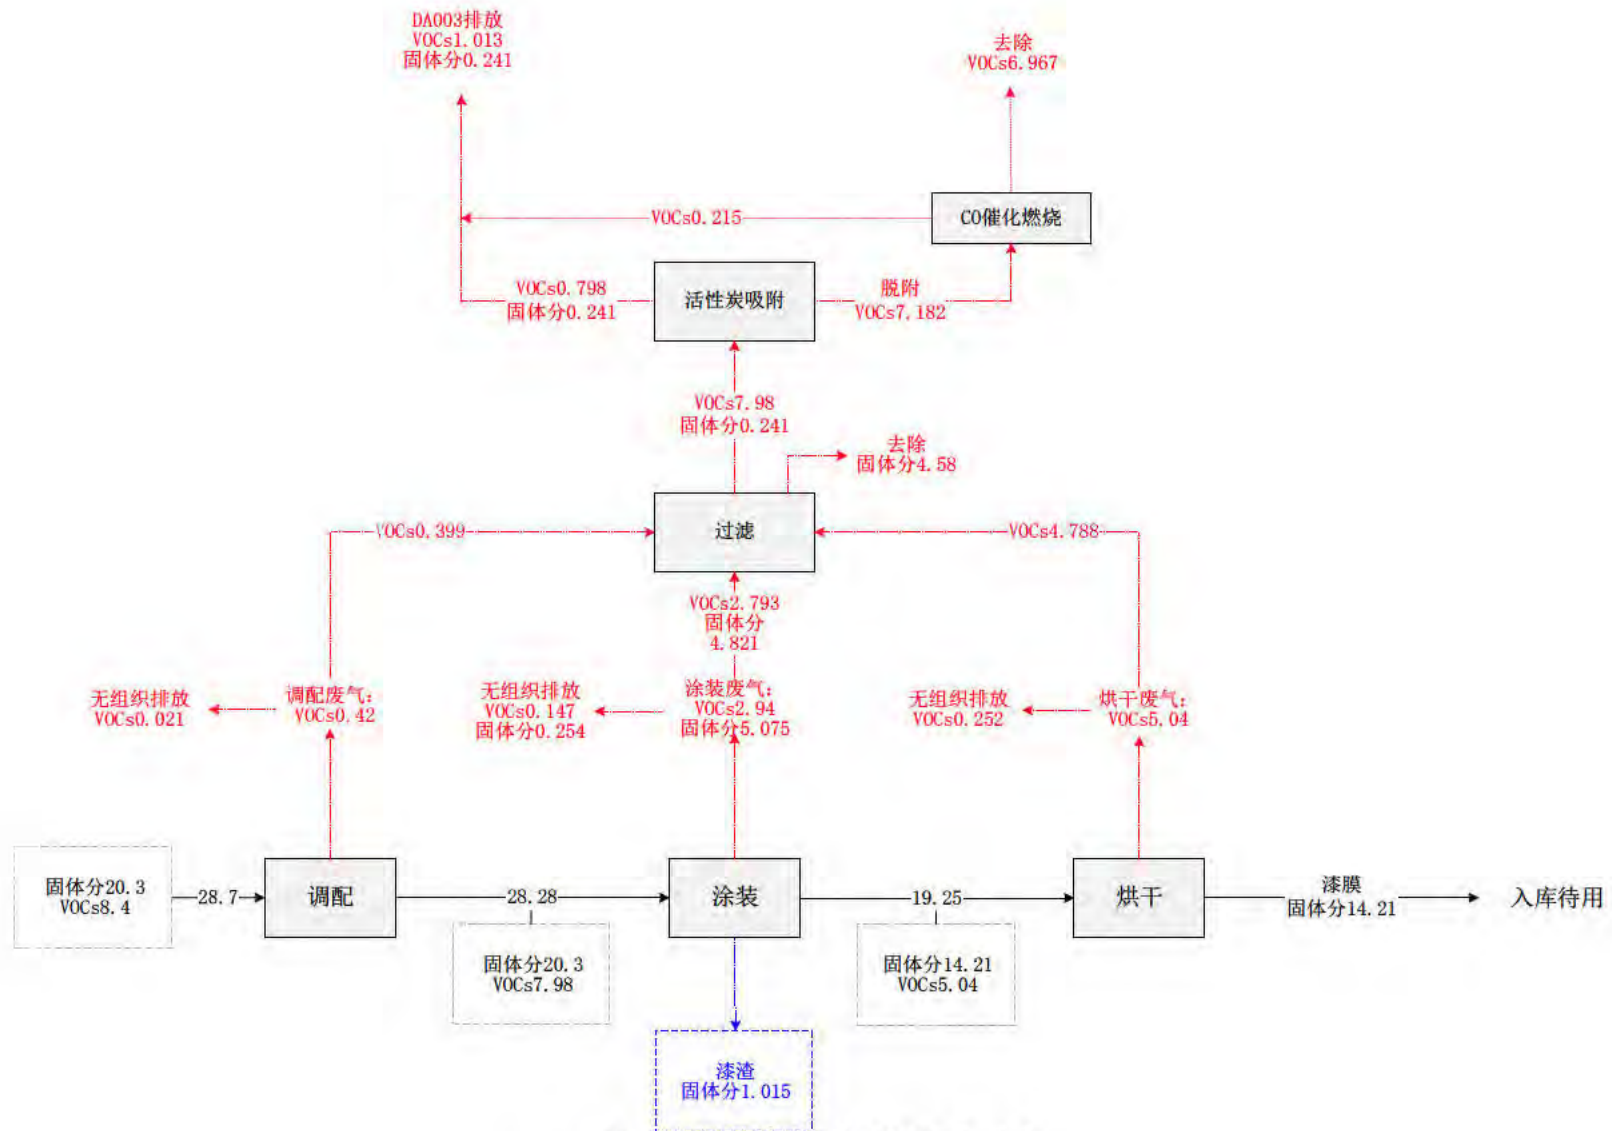 DA003排放
VOCs1.013
固体分0.241
去除
VOCs6.967
VOCs0.215
CO催化燃烧
VOCs0.798
固体分0.241
活性炭吸附
脱附
VOCs7.182
VOCs7.98
固体分0.241
去除
固体分4.58
VOCs0.399
过滤
VOCs4.788
VOCs2.793
固体分
4.821
无组织排放
VOCs0.021
调配废气：
VOCs0.42
无组织排放
VOCs0.147
固体分0.254
涂装废气：
VOCs2.94
固体分5.075
无组织排放
VOCs0.252
烘干废气：
VOCs5.04
固体分20.3
VOCs8.4
28.7
调配
28.28
涂装
19.25
烘干
漆膜
固体分14.21
入库待用
固体分20.3
VOCs7.98
固体分14.21
VOCs5.04
漆渣
固体分1.015